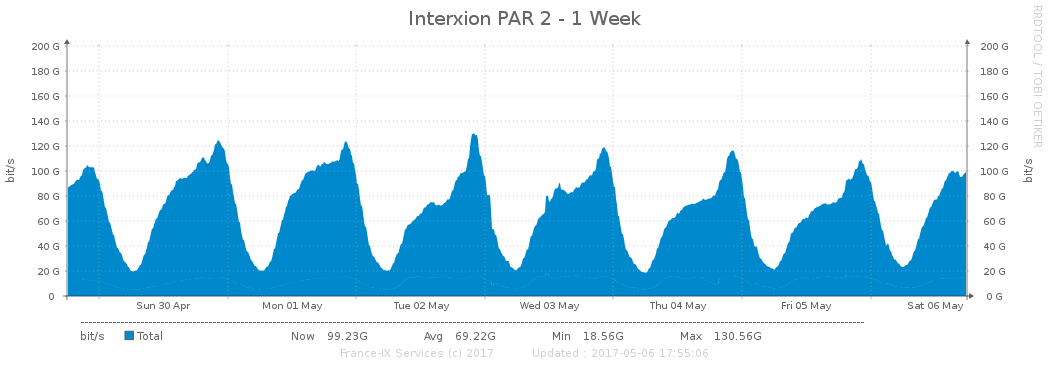 Interxion PAR 2 - 1 Week
RRDTOOL / TOBI OETIKER
bit/s
200 G 200 G
180 G 180 G
160 G 160 G
140 G 140 G
120 G 120 G
100 G 100 G
80 G 80 G
60 G 60 G
40 G 40 G
20 G 20 G
0 0 G
bit/s
Sun 30 Apr Mon 01 May Tue 02 May Wed 03 May Thu 04 May Fri 05 May Sat 06 May
bit/s Total Now 99.23G Avg 69.22G Min 18.56G Max 130.56G
France-IX Services (c) 2017 Updated : 2017-05-06 17:55:06